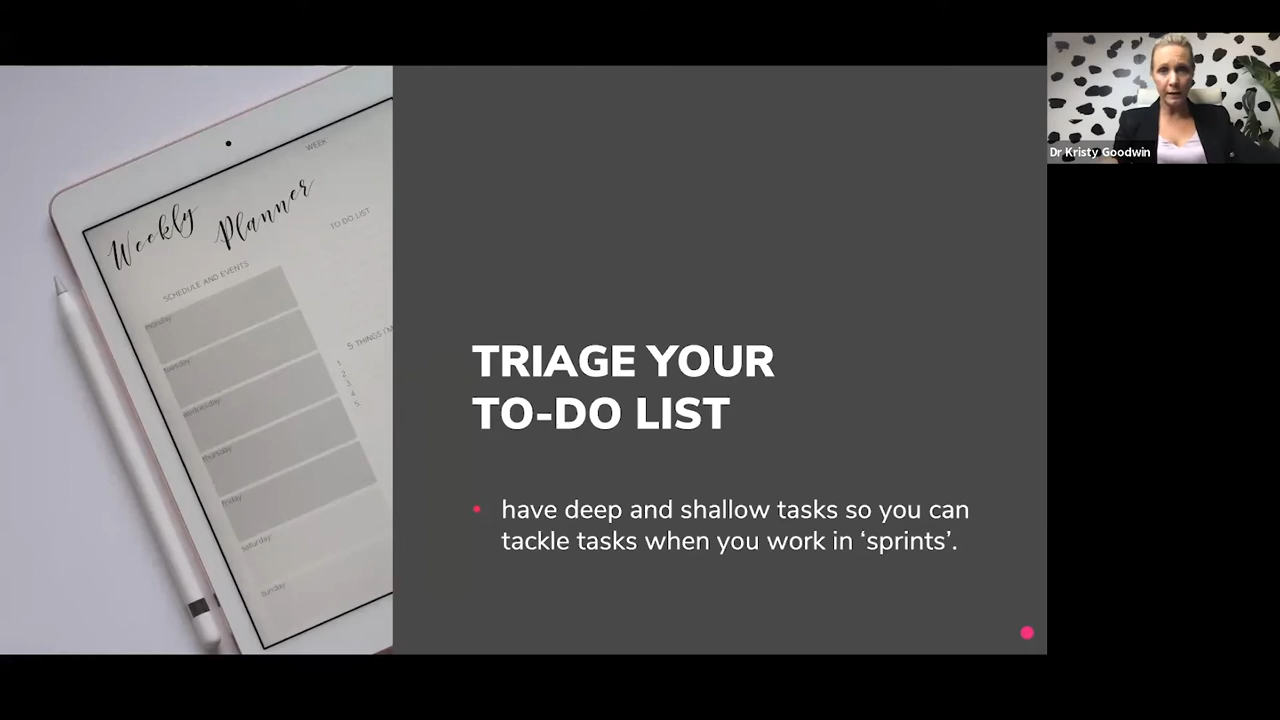 Dr Kristy Goodwin
WEEK
Weekly Planner
TO DO LIST
SCHEDULE AND EVENTS
monday
tuesday
wednesday
thursday
friday
saturday
sunday
5 THINGS I'M
1.
2.
3.
4.
5.
TRIAGE YOUR
TO-DO LIST
• have deep and shallow tasks so you can
tackle tasks when you work in ‘sprints’.